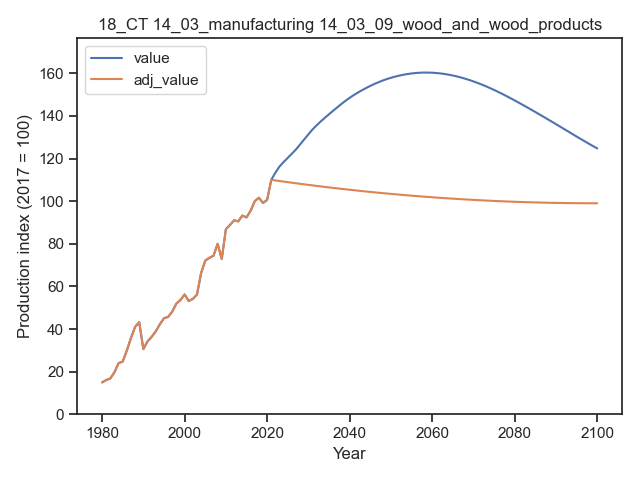 18_CT 14_03_manufacturing 14_03_09_wood_and_wood_products
value
adj_value
Production index (2017 = 100)
160
140
120
100
80
60
40
20
0
1980 2000 2020 2040 2060 2080 2100
Year